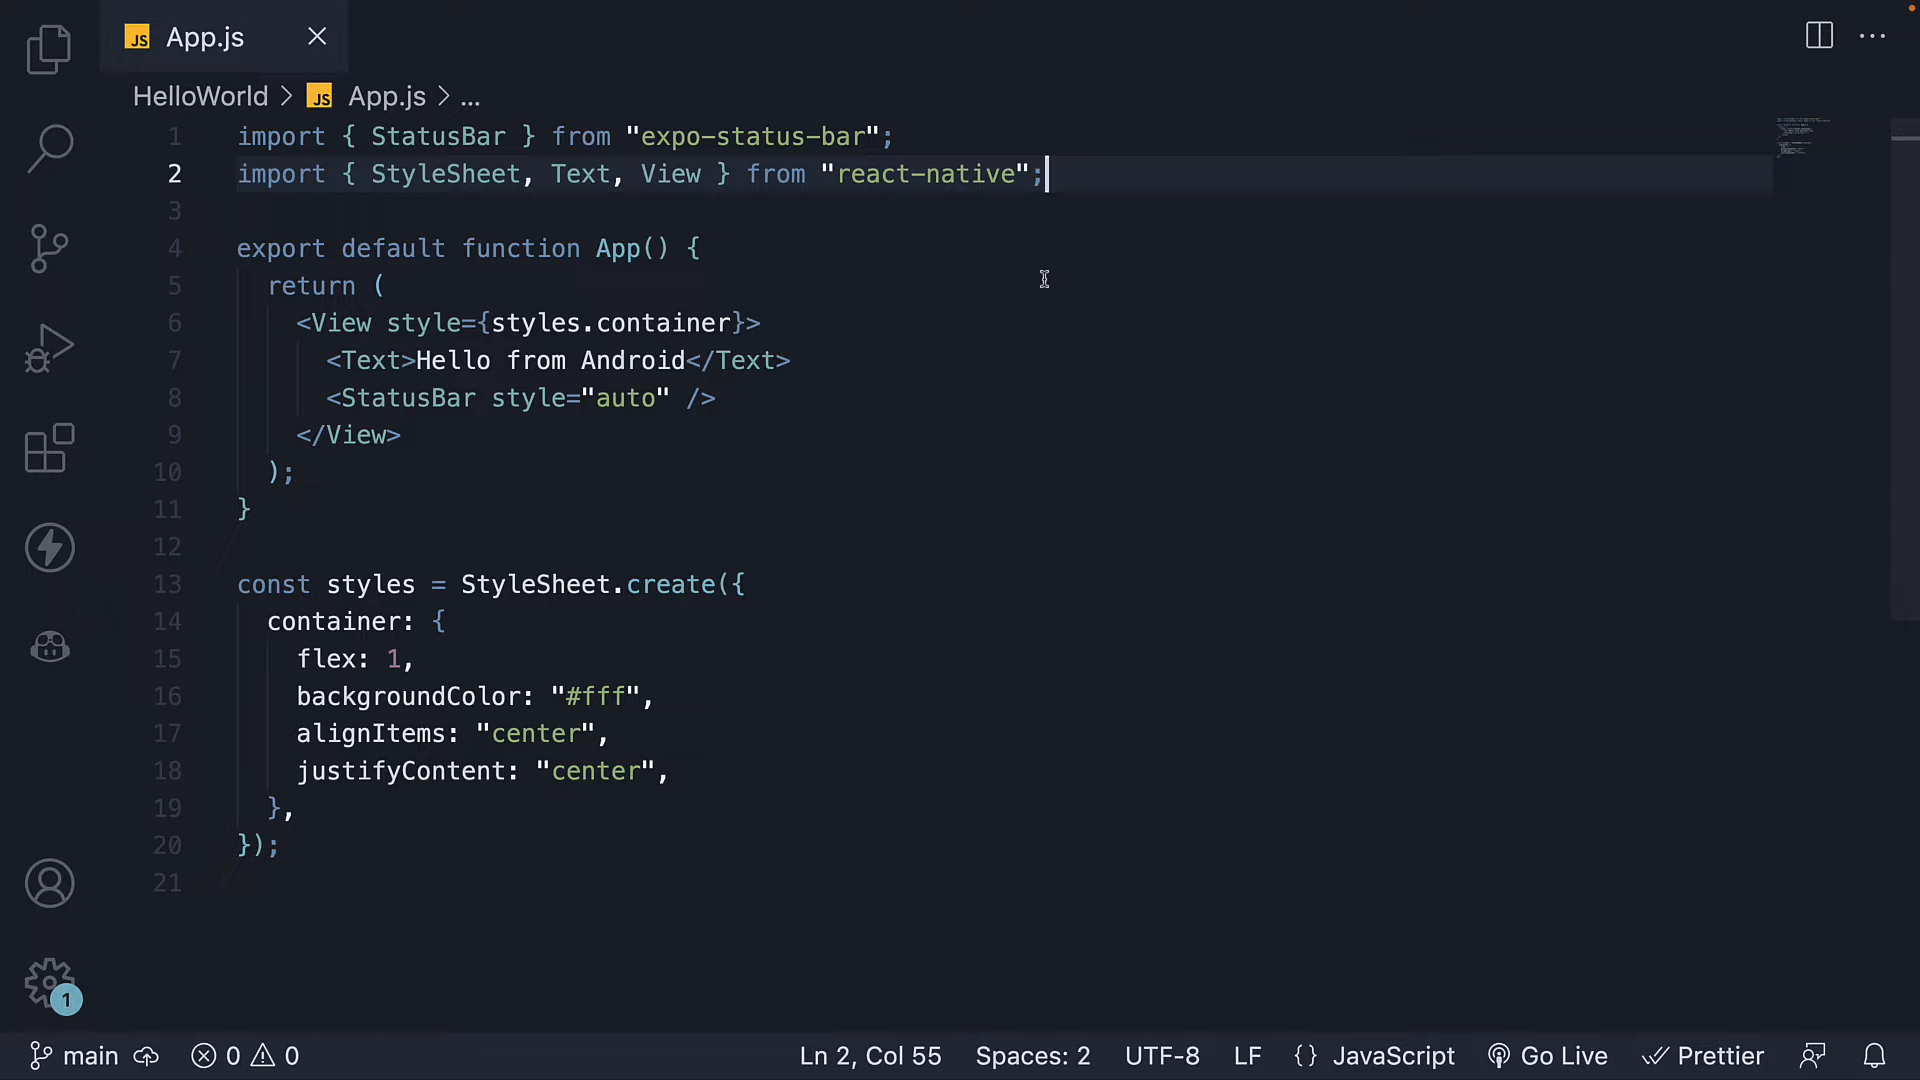 JS App.js
HelloWorld > JS App.js > ...
1 import { StatusBar } from "expo-status-bar";
2 import { StyleSheet, Text, View } from "react-native";
3
4 export default function App() {
5   return (
6     <View style={styles.container}>
7       <Text>Hello from Android</Text>
8       <StatusBar style="auto" />
9     </View>
10   );
11 }
12
13 const styles = StyleSheet.create({
14   container: {
15     flex: 1,
16     backgroundColor: "#fff",
17     alignItems: "center",
18     justifyContent: "center",
19   },
20 });
21
1
main 0 0 Ln 2, Col 55 Spaces: 2 UTF-8 LF {} JavaScript Go Live Prettier